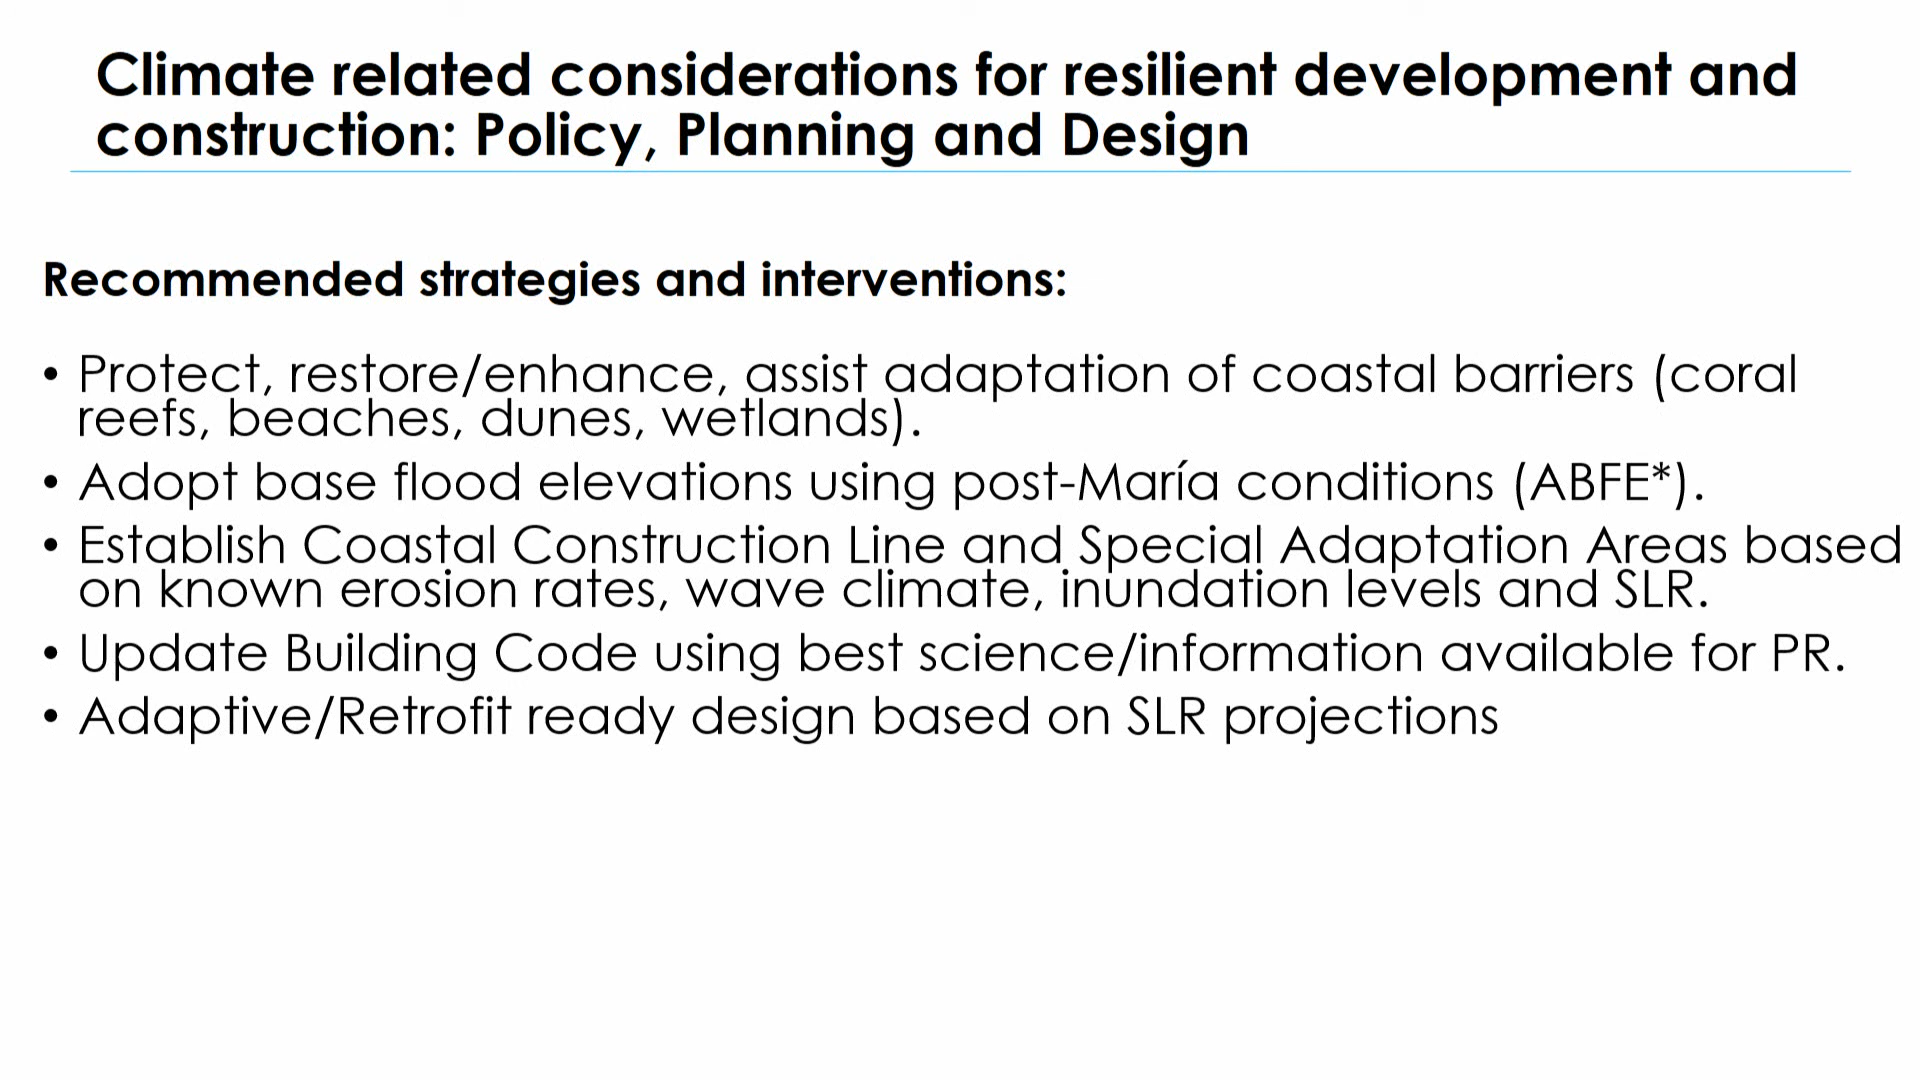 Climate related considerations for resilient development and
construction: Policy, Planning and Design
Recommended strategies and interventions:
• Protect, restore/enhance, assist adaptation of coastal barriers (coral
reefs, beaches, dunes, wetlands).
• Adopt base flood elevations using post-María conditions (ABFE*).
• Establish Coastal Construction Line and Special Adaptation Areas based
on known erosion rates, wave climate, inundation levels and SLR.
• Update Building Code using best science/information available for PR.
• Adaptive/Retrofit ready design based on SLR projections